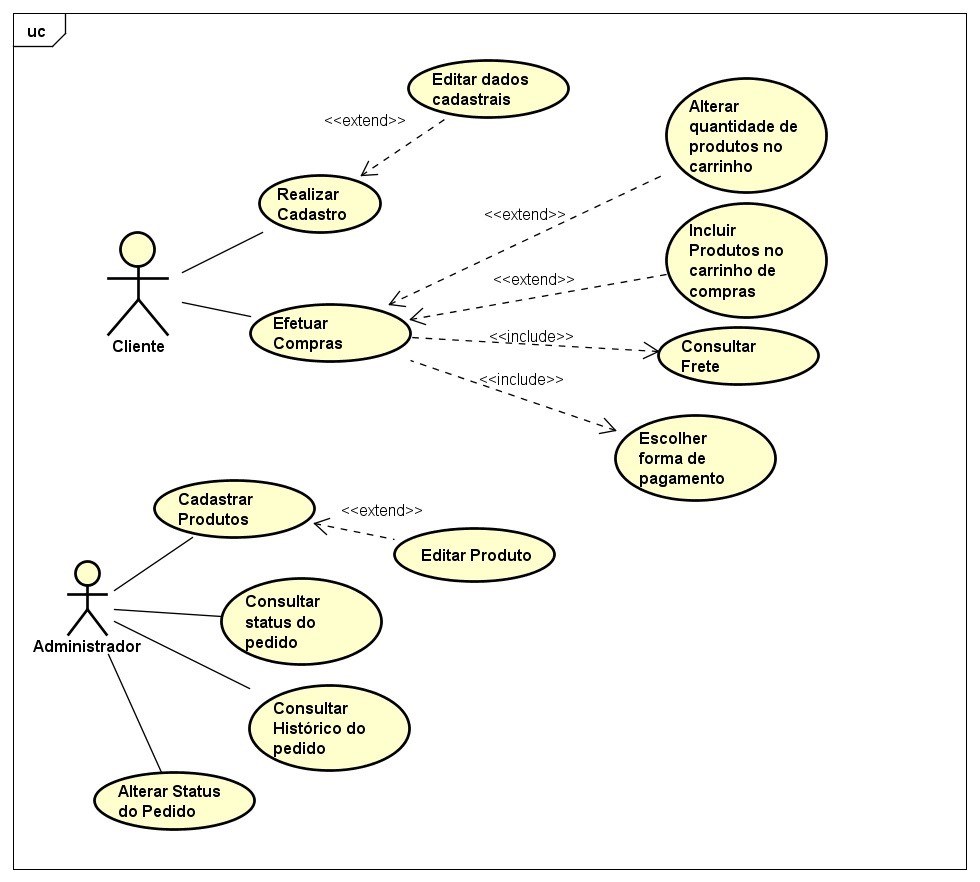 uc
Editar dados
cadastrais
<<extend>>
Realizar
Cadastro
Alterar
quantidade de
produtos no
carrinho
<<extend>>
Incluir
Produtos no
carrinho de
compras
<<extend>>
Cliente
Efetuar
Compras
<<include>>
Consultar
Frete
<<include>>
Escolher
forma de
pagamento
Cadastrar
Produtos
<<extend>>
Editar Produto
Administrador
Consultar
status do
pedido
Consultar
Histórico do
pedido
Alterar Status
do Pedido